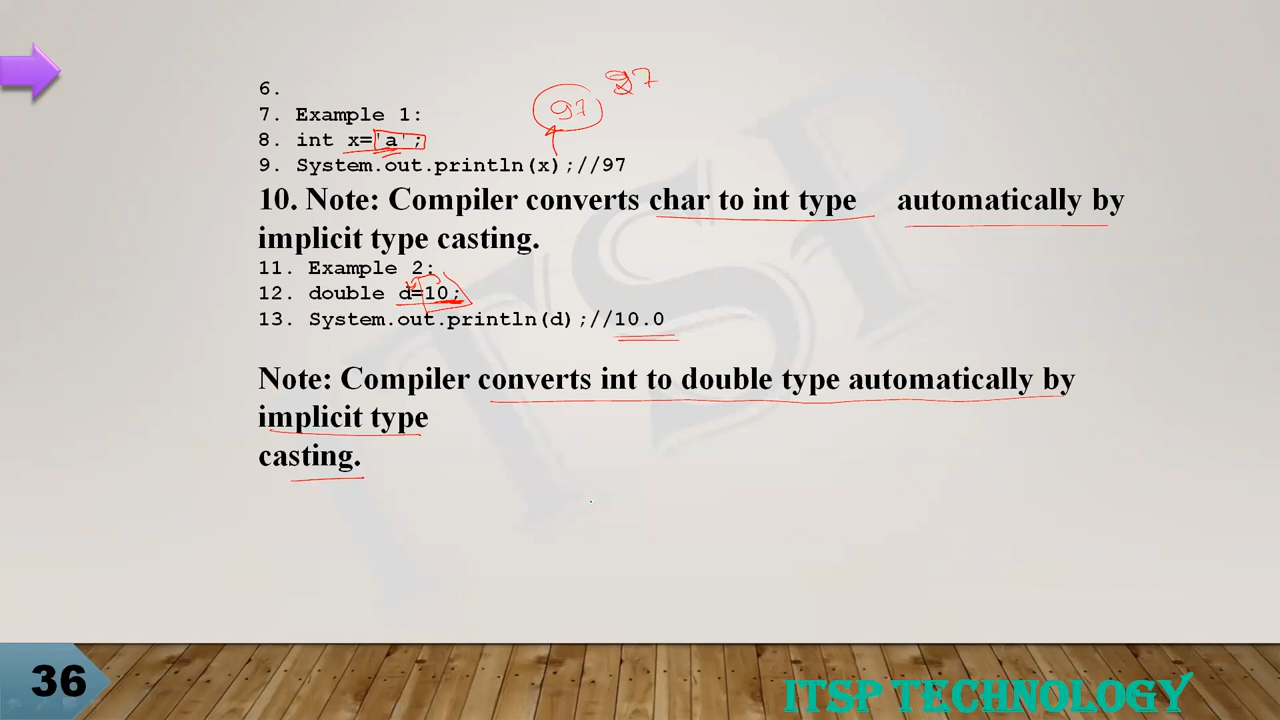 6.
7. Example 1:
8. int x='a';
97
97
9. System.out.println(x);//97
10. Note: Compiler converts char to int type automatically by
implicit type casting.
11. Example 2:
12. double d=10;
13. System.out.println(d);//10.0
Note: Compiler converts int to double type automatically by
implicit type
casting.
ITSP
36
ITSP TECHNOLOGY